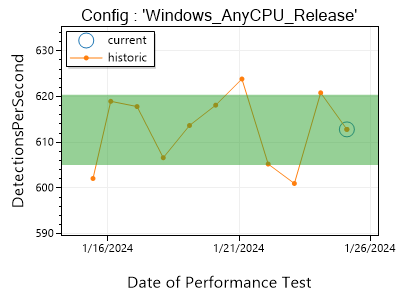 Config : 'Windows_AnyCPU_Release'
current
historic
DetectionsPerSecond
630
620
610
600
590
1/16/2024
1/21/2024
1/26/2024
Date of Performance Test